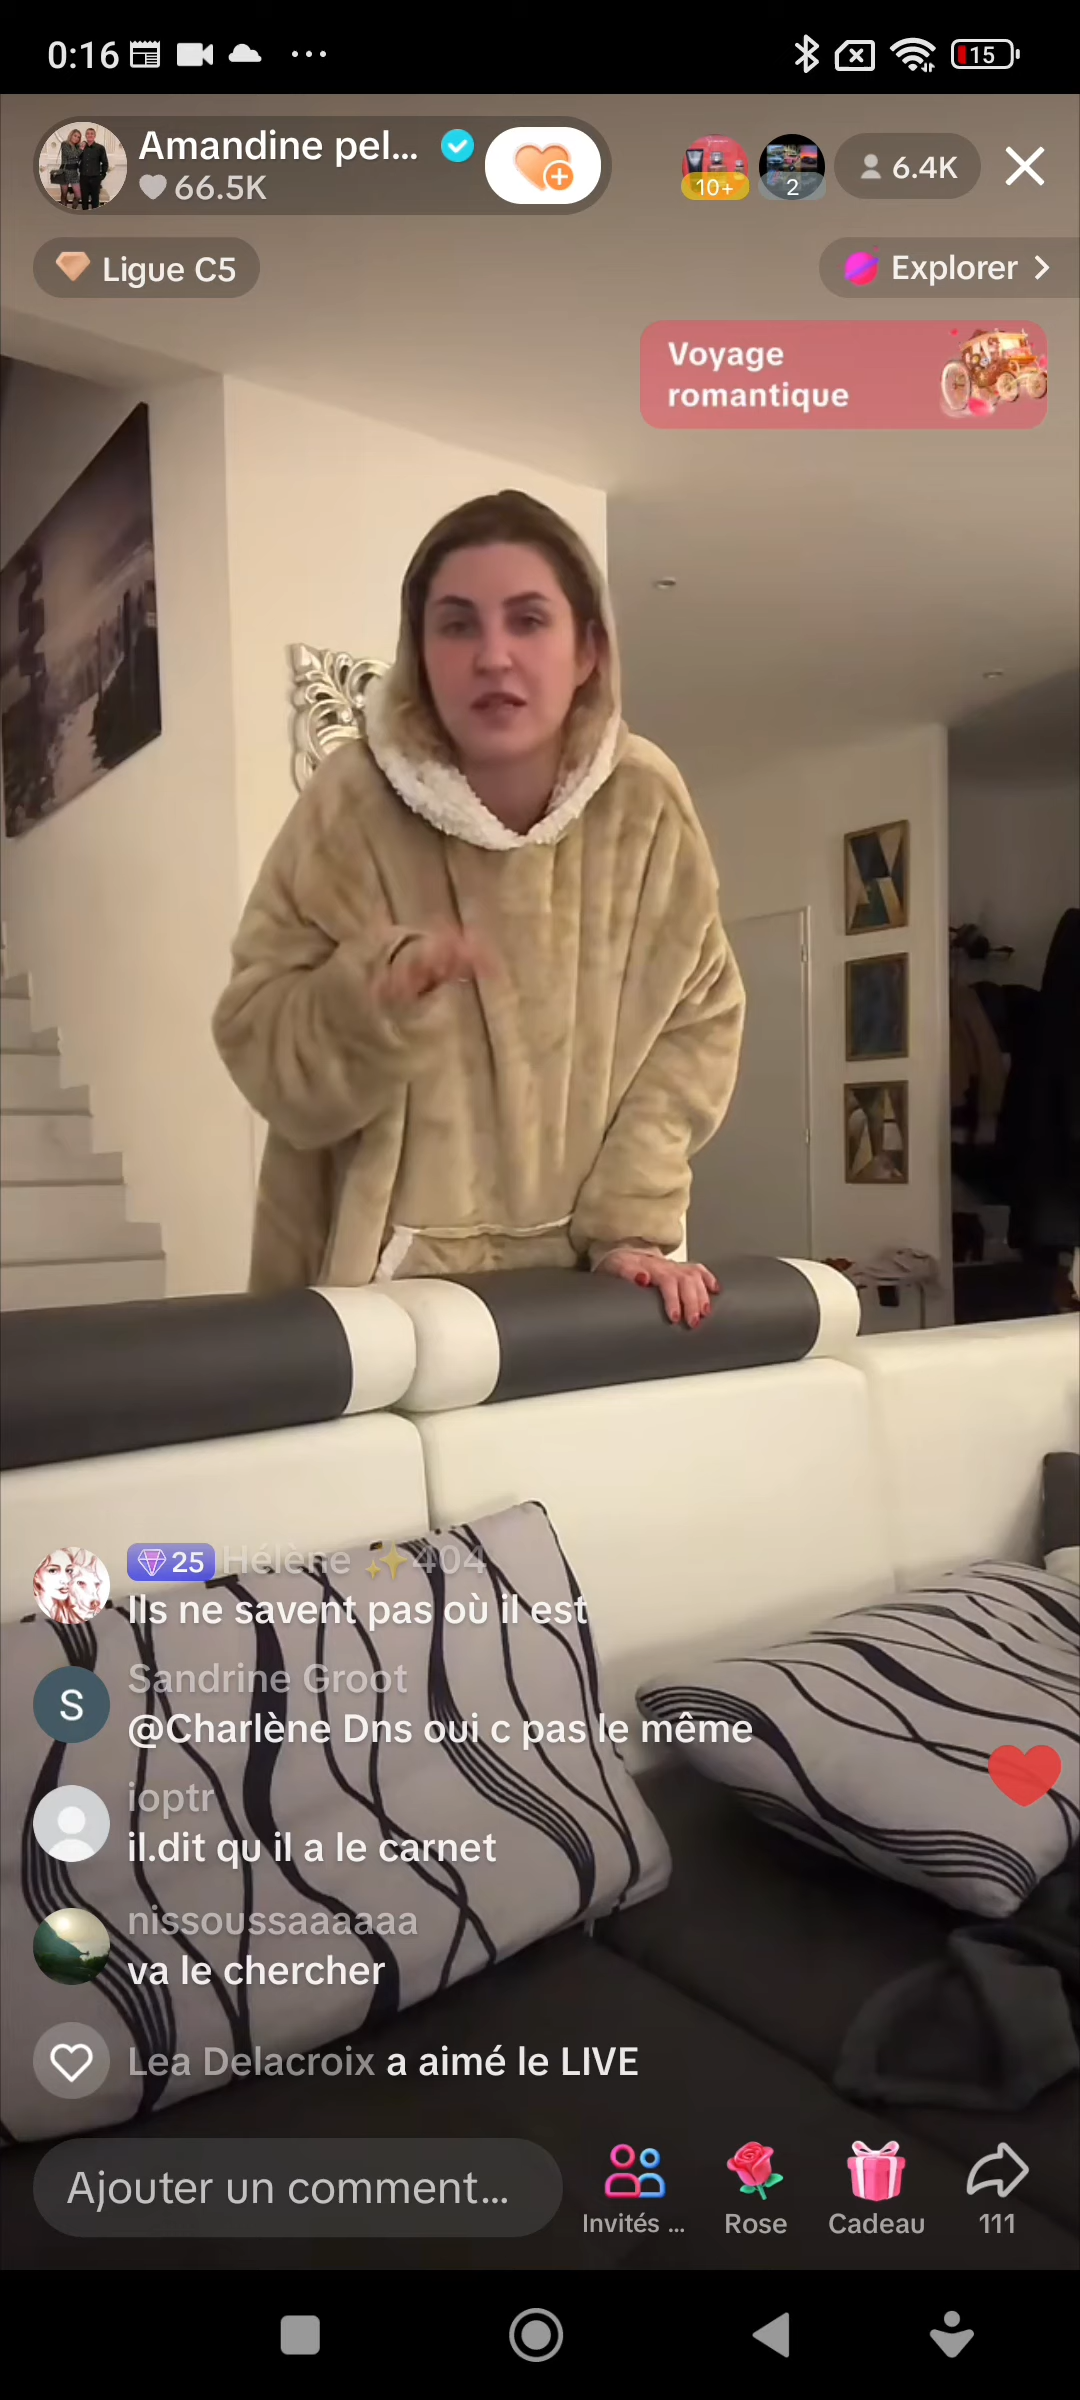 0:16
15
Amandine pel...
66.5K
10+
2
6.4K
Ligue C5
Explorer
Voyage
romantique
25 Hélène ✨404
Ils ne savent pas où il est
Sandrine Groot
@Charlène Dns oui c pas le même
ioptr
il.dit qu il a le carnet
nissoussaaaaaa
va le chercher
Lea Delacroix a aimé le LIVE
Ajouter un comment...
Invités ...
Rose
Cadeau
111
S